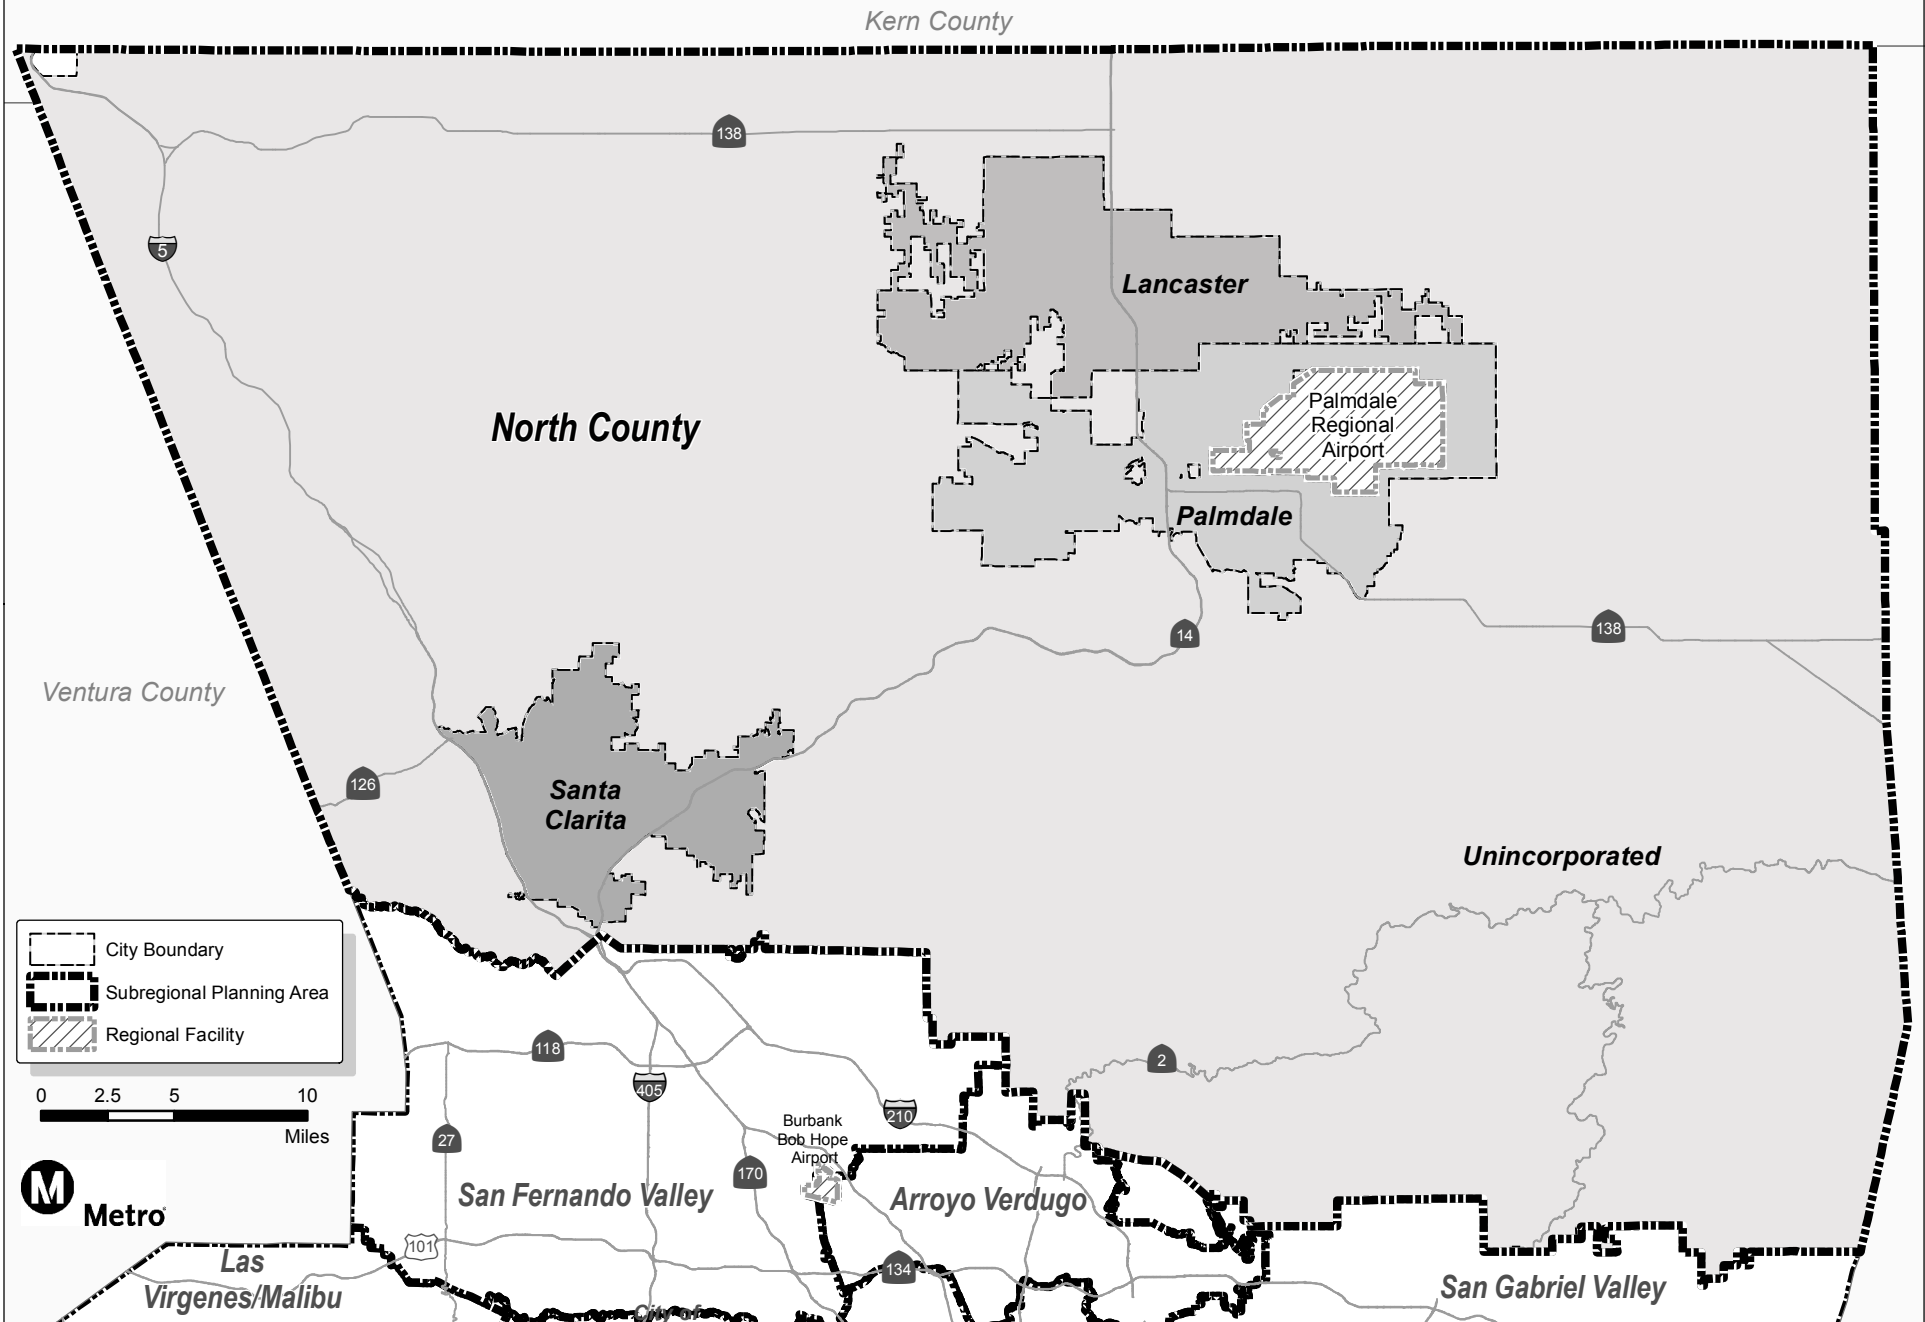 Kern County
138
5
Lancaster
North County
Palmdale
Regional
Airport
Palmdale
14
138
Ventura County
126
Santa
Clarita
Unincorporated
City Boundary
Subregional Planning Area
Regional Facility
0 2.5 5 10
Miles
118
2
405
210
27
Burbank
Bob Hope
Airport
170
M
Metro
San Fernando Valley
Arroyo Verdugo
101
134
Las
Virgenes/Malibu
San Gabriel Valley
City of